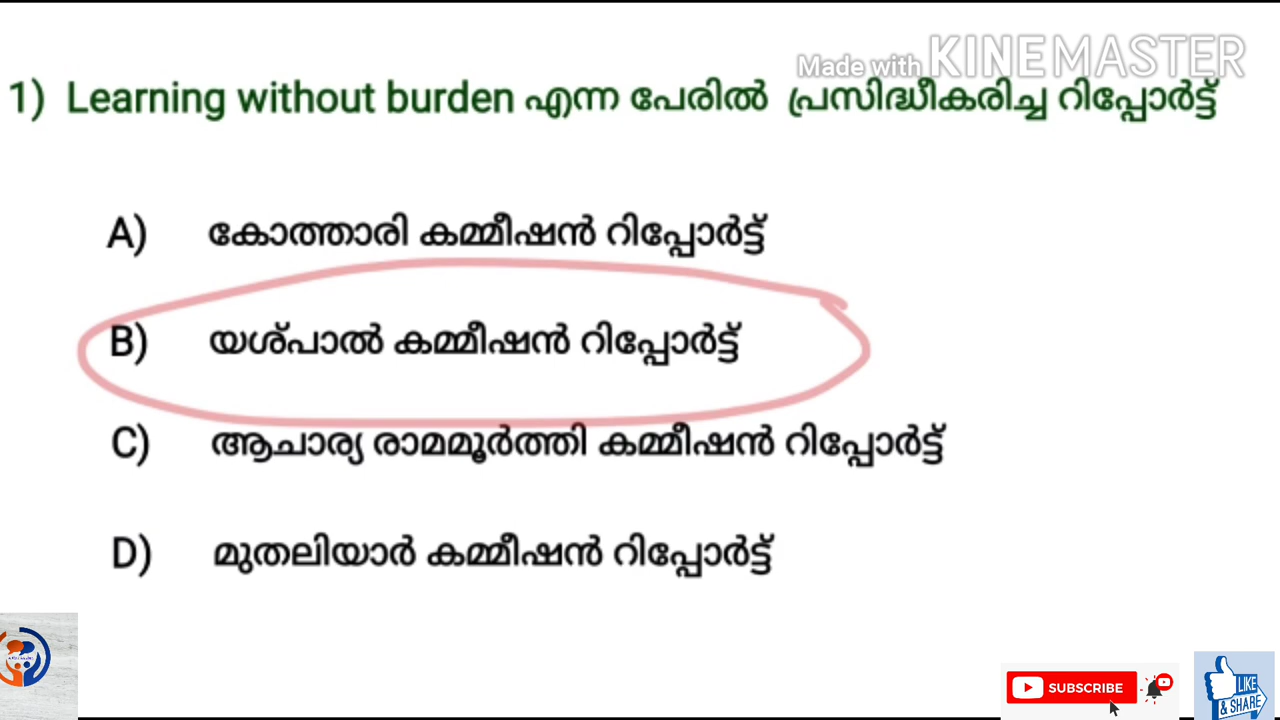 Made with KINEMASTER
1) Learning without burden എന്ന പേരിൽ പ്രസിദ്ധീകരിച്ച റിപ്പോർട്ട്
A) കോത്താരി കമ്മീഷൻ റിപ്പോർട്ട്
B) യശ്പാൽ കമ്മീഷൻ റിപ്പോർട്ട്
C) ആചാര്യ രാമമൂർത്തി കമ്മീഷൻ റിപ്പോർട്ട്
D) മുതലിയാർ കമ്മീഷൻ റിപ്പോർട്ട്
SUBSCRIBE
LIKE
& SHARE